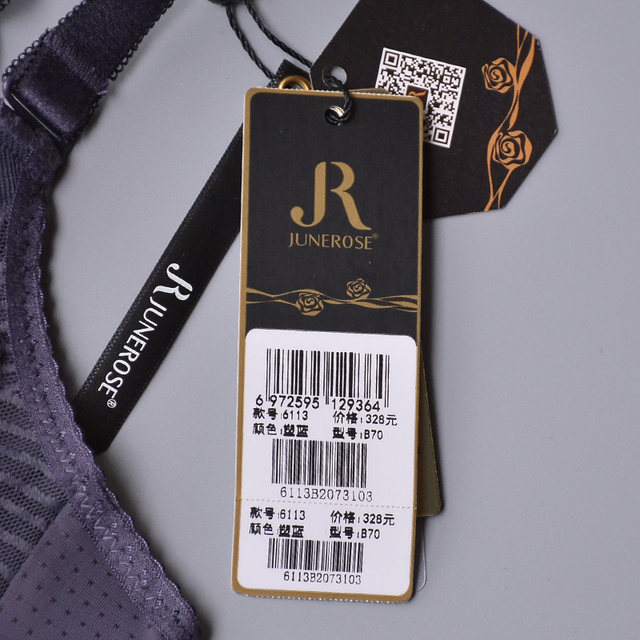 JR
JUNEROSE®
JR JUNEROSE®
6 972595 129364
款号:6113 价格:328元
颜色:塑蓝 型号:B70
6113B2073103
款号:6113 价格:328元
颜色:塑蓝 型号:B70
6113B2073103